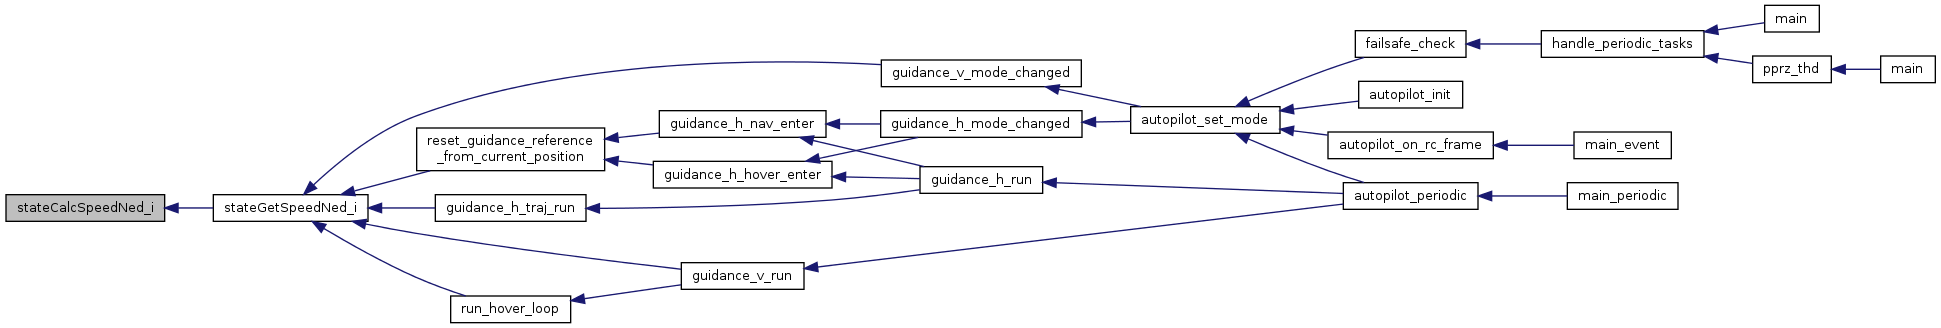 stateCalcSpeedNed_i
stateGetSpeedNed_i
guidance_v_mode_changed
reset_guidance_reference
_from_current_position
guidance_h_nav_enter
guidance_h_hover_enter
guidance_h_traj_run
guidance_h_mode_changed
guidance_h_run
guidance_v_run
run_hover_loop
autopilot_set_mode
failsafe_check
autopilot_init
autopilot_on_rc_frame
autopilot_periodic
handle_periodic_tasks
main_event
main_periodic
main
pprz_thd
main